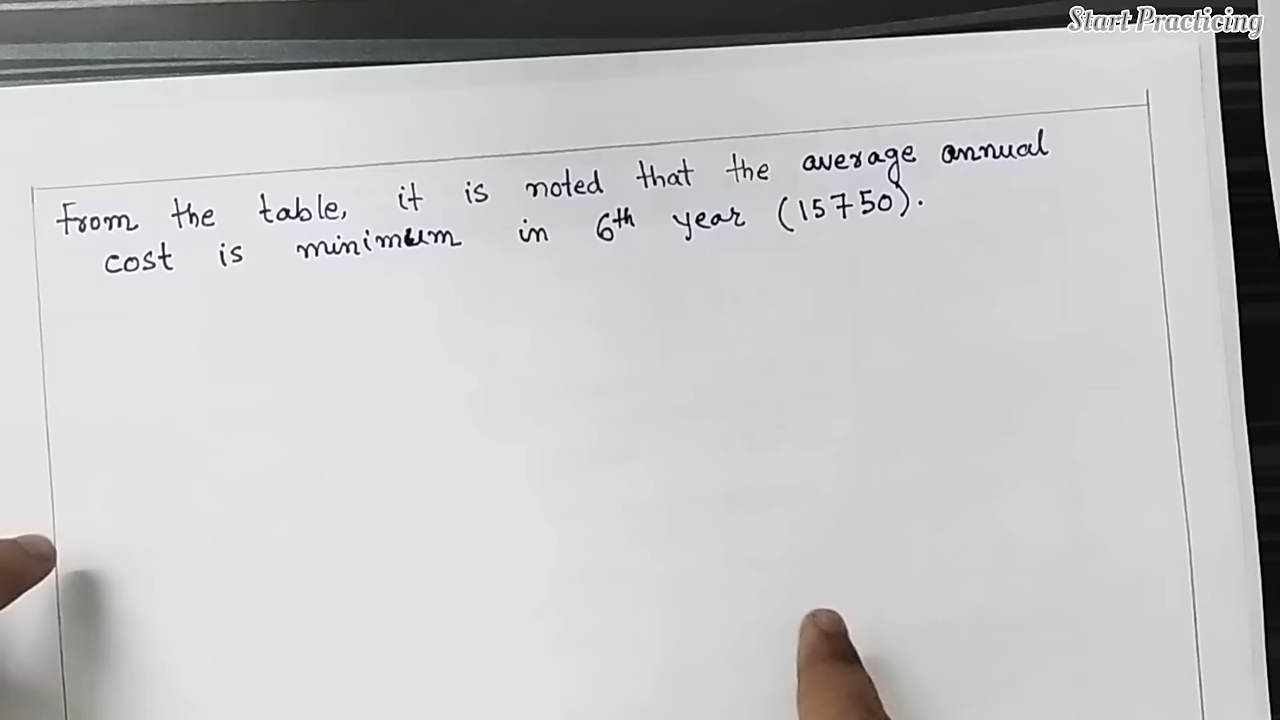 Start Practicing
From the table, it is noted that the average annual
cost is minimum in 6th year (15750).